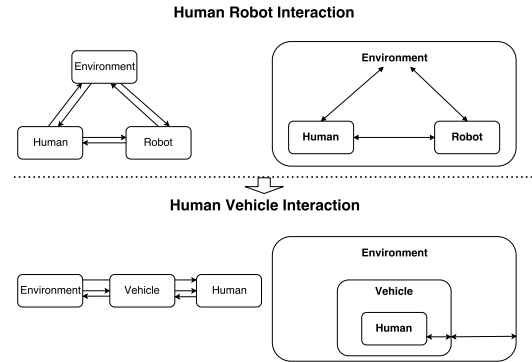 Human Robot Interaction
Environment
Human
Robot
Environment
Human
Robot
Human Vehicle Interaction
Environment
Vehicle
Human
Environment
Vehicle
Human